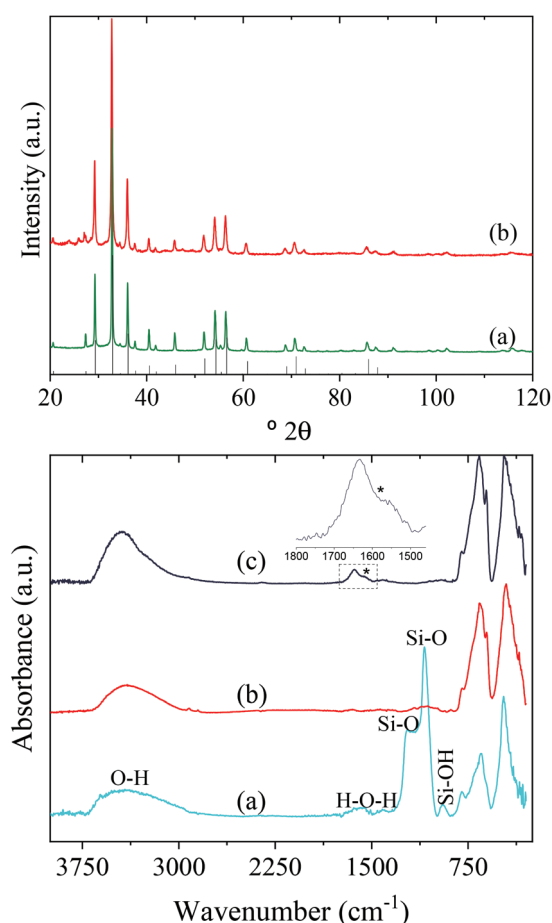 Intensity (a.u.)
(b)
(a)
20 40 60 80 100 120
º 2θ
Absorbance (a.u.)
*
1800 1700 1600 1500
(c)
*
Si-O
(b)
Si-O
O-H
(a)
H-O-H
Si-OH
3750 3000 2250 1500 750
Wavenumber (cm-1)